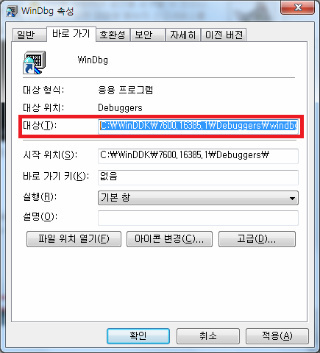 WinDbg 속성
일반 바로 가기 호환성 보안 자세히 이전 버전
WinDbg
대상 형식: 응용 프로그램
대상 위치: Debuggers
대상(T): C:₩WinDDK₩7600,16385,1₩Debuggers₩windb
시작 위치(S): C:₩WinDDK₩7600,16385,1₩Debuggers₩
바로 가기 키(K): 없음
실행(R): 기본 창
설명(O):
파일 위치 열기(F) 아이콘 변경(C)... 고급(D)...
확인 취소 적용(A)